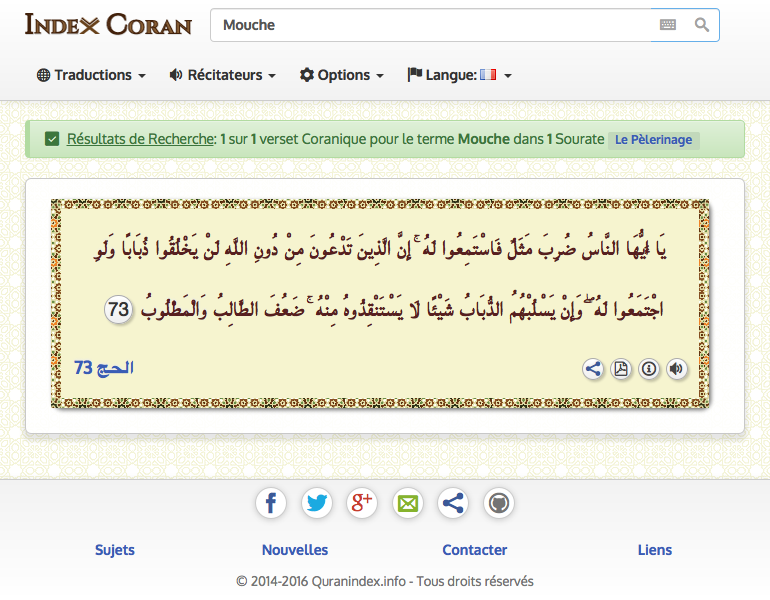 INDEX CORAN
Mouche
Traductions Récitateurs Options Langue:
Résultats de Recherche: 1 sur 1 verset Coranique pour le terme Mouche dans 1 Sourate Le Pèlerinage
يَا أَيُّهَا النَّاسُ ضُرِبَ مَثَلٌ فَاسْتَمِعُوا لَهُ ۚ إِنَّ الَّذِينَ تَدْعُونَ مِنْ دُونِ اللَّهِ لَنْ يَخْلُقُوا ذُبَابًا وَلَوِ
اجْتَمَعُوا لَهُ ۖ وَإِنْ يَسْلُبْهُمُ الذُّبَابُ شَيْئًا لَا يَسْتَنْقِذُوهُ مِنْهُ ۚ ضَعُفَ الطَّالِبُ وَالْمَطْلُوبُ 73
الحج 73
Sujets Nouvelles Contacter Liens
© 2014-2016 Quranindex.info - Tous droits réservés